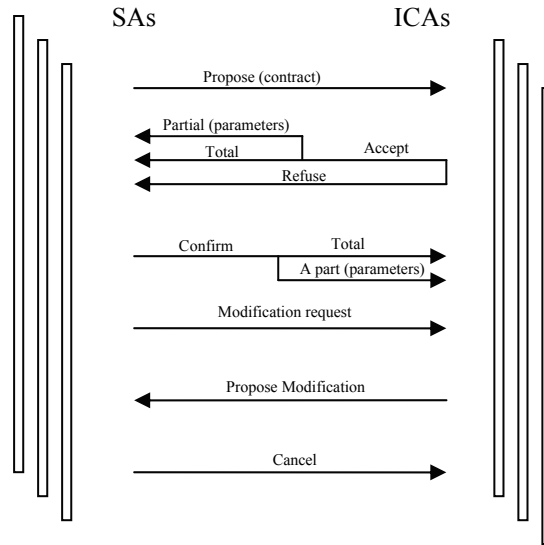 SAs
ICAs
Propose (contract)
Partial (parameters)
Total
Accept
Refuse
Confirm
Total
A part (parameters)
Modification request
Propose Modification
Cancel